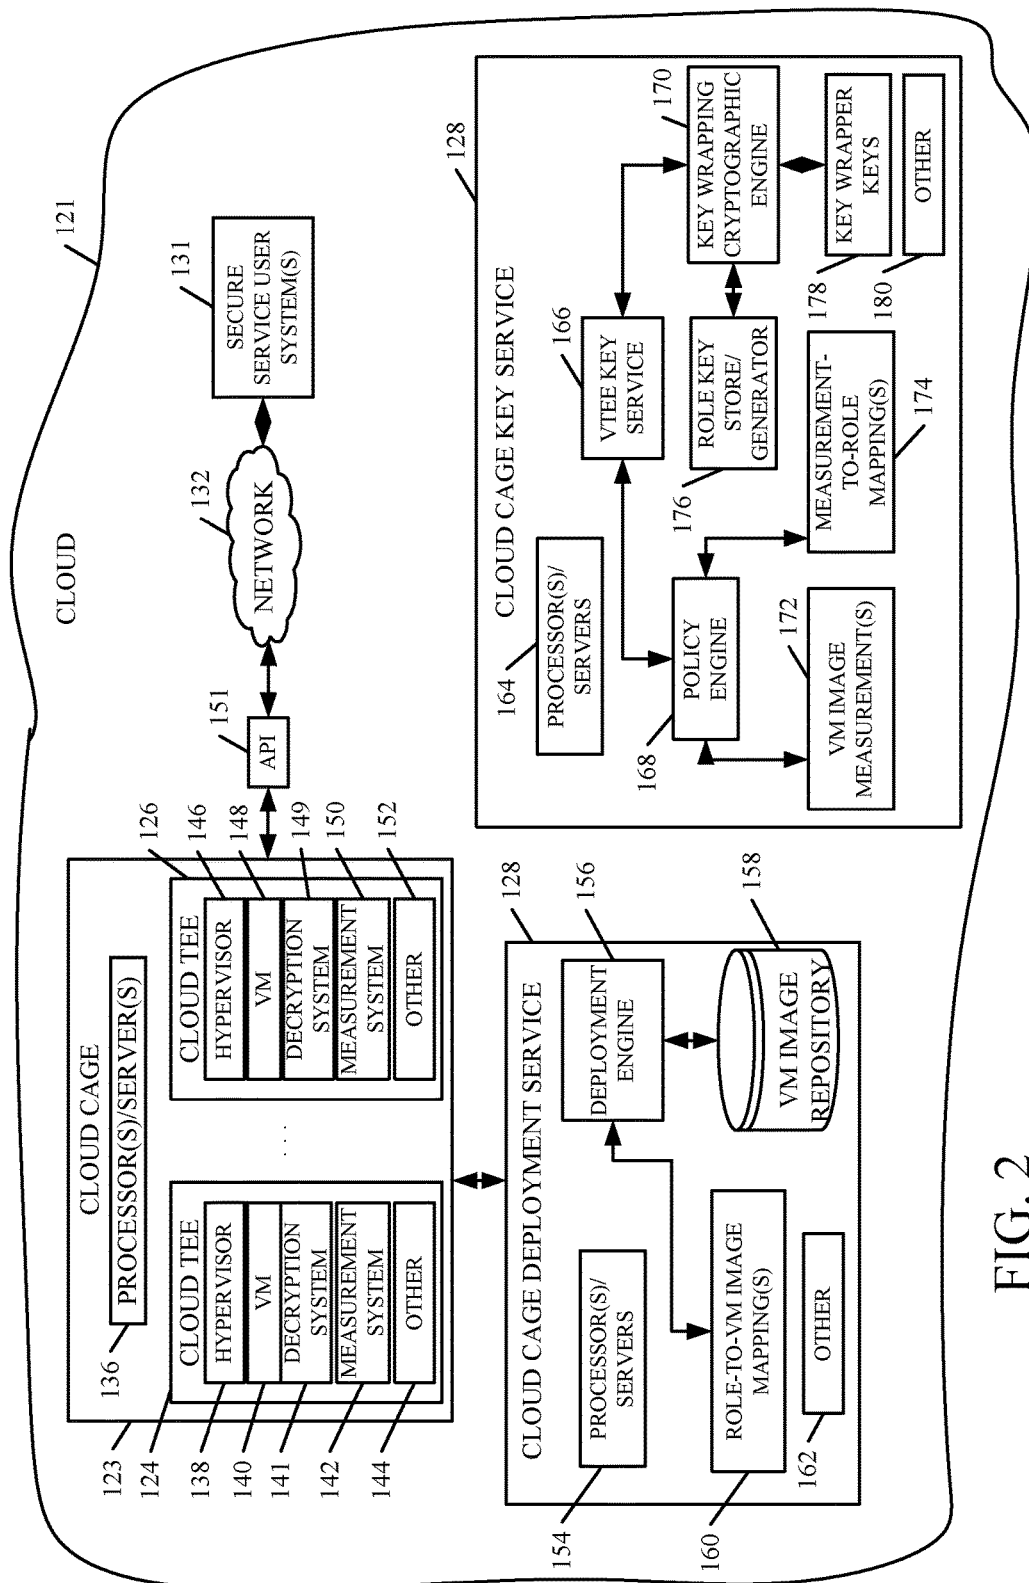 CLOUD
121
CLOUD CAGE
136
PROCESSOR(S)/SERVER(S)
123
124
CLOUD TEE
138
HYPERVISOR
140
VM
141
DECRYPTION
SYSTEM
142
MEASUREMENT
SYSTEM
144
OTHER
. . . .
CLOUD TEE
126
HYPERVISOR
146
VM
148
DECRYPTION
SYSTEM
149
MEASUREMENT
SYSTEM
150
OTHER
152
API
151
NETWORK
132
SECURE
SERVICE USER
SYSTEM(S)
131
CLOUD CAGE DEPLOYMENT SERVICE
128
154
PROCESSOR(S)/
SERVERS
DEPLOYMENT
ENGINE
156
160
ROLE-TO-VM IMAGE
MAPPING(S)
VM IMAGE
REPOSITORY
158
162
OTHER
CLOUD CAGE KEY SERVICE
128
164
PROCESSOR(S)/
SERVERS
VTEE KEY
SERVICE
166
168
POLICY
ENGINE
176
ROLE KEY
STORE/
GENERATOR
KEY WRAPPING
CRYPTOGRAPHIC
ENGINE
170
VM IMAGE
MEASUREMENT(S)
172
MEASUREMENT-
TO-ROLE
MAPPING(S)
174
178
KEY WRAPPER
KEYS
180
OTHER
FIG. 2